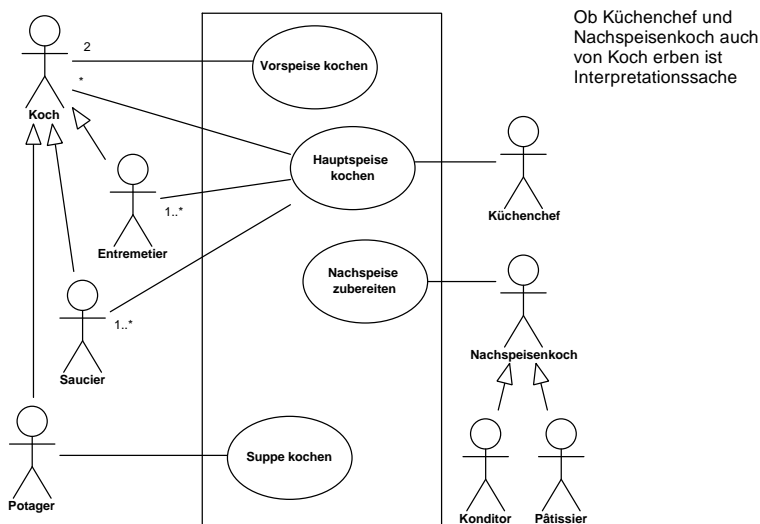 Ob Küchenchef und
Nachspeisenkoch auch
von Koch erben ist
Interpretationssache
2
Vorspeise kochen
*
Koch
Hauptspeise
kochen
Küchenchef
1..*
Entremetier
Nachspeise
zubereiten
1..*
Saucier
Nachspeisenkoch
Suppe kochen
Potager
Konditor
Pâtissier